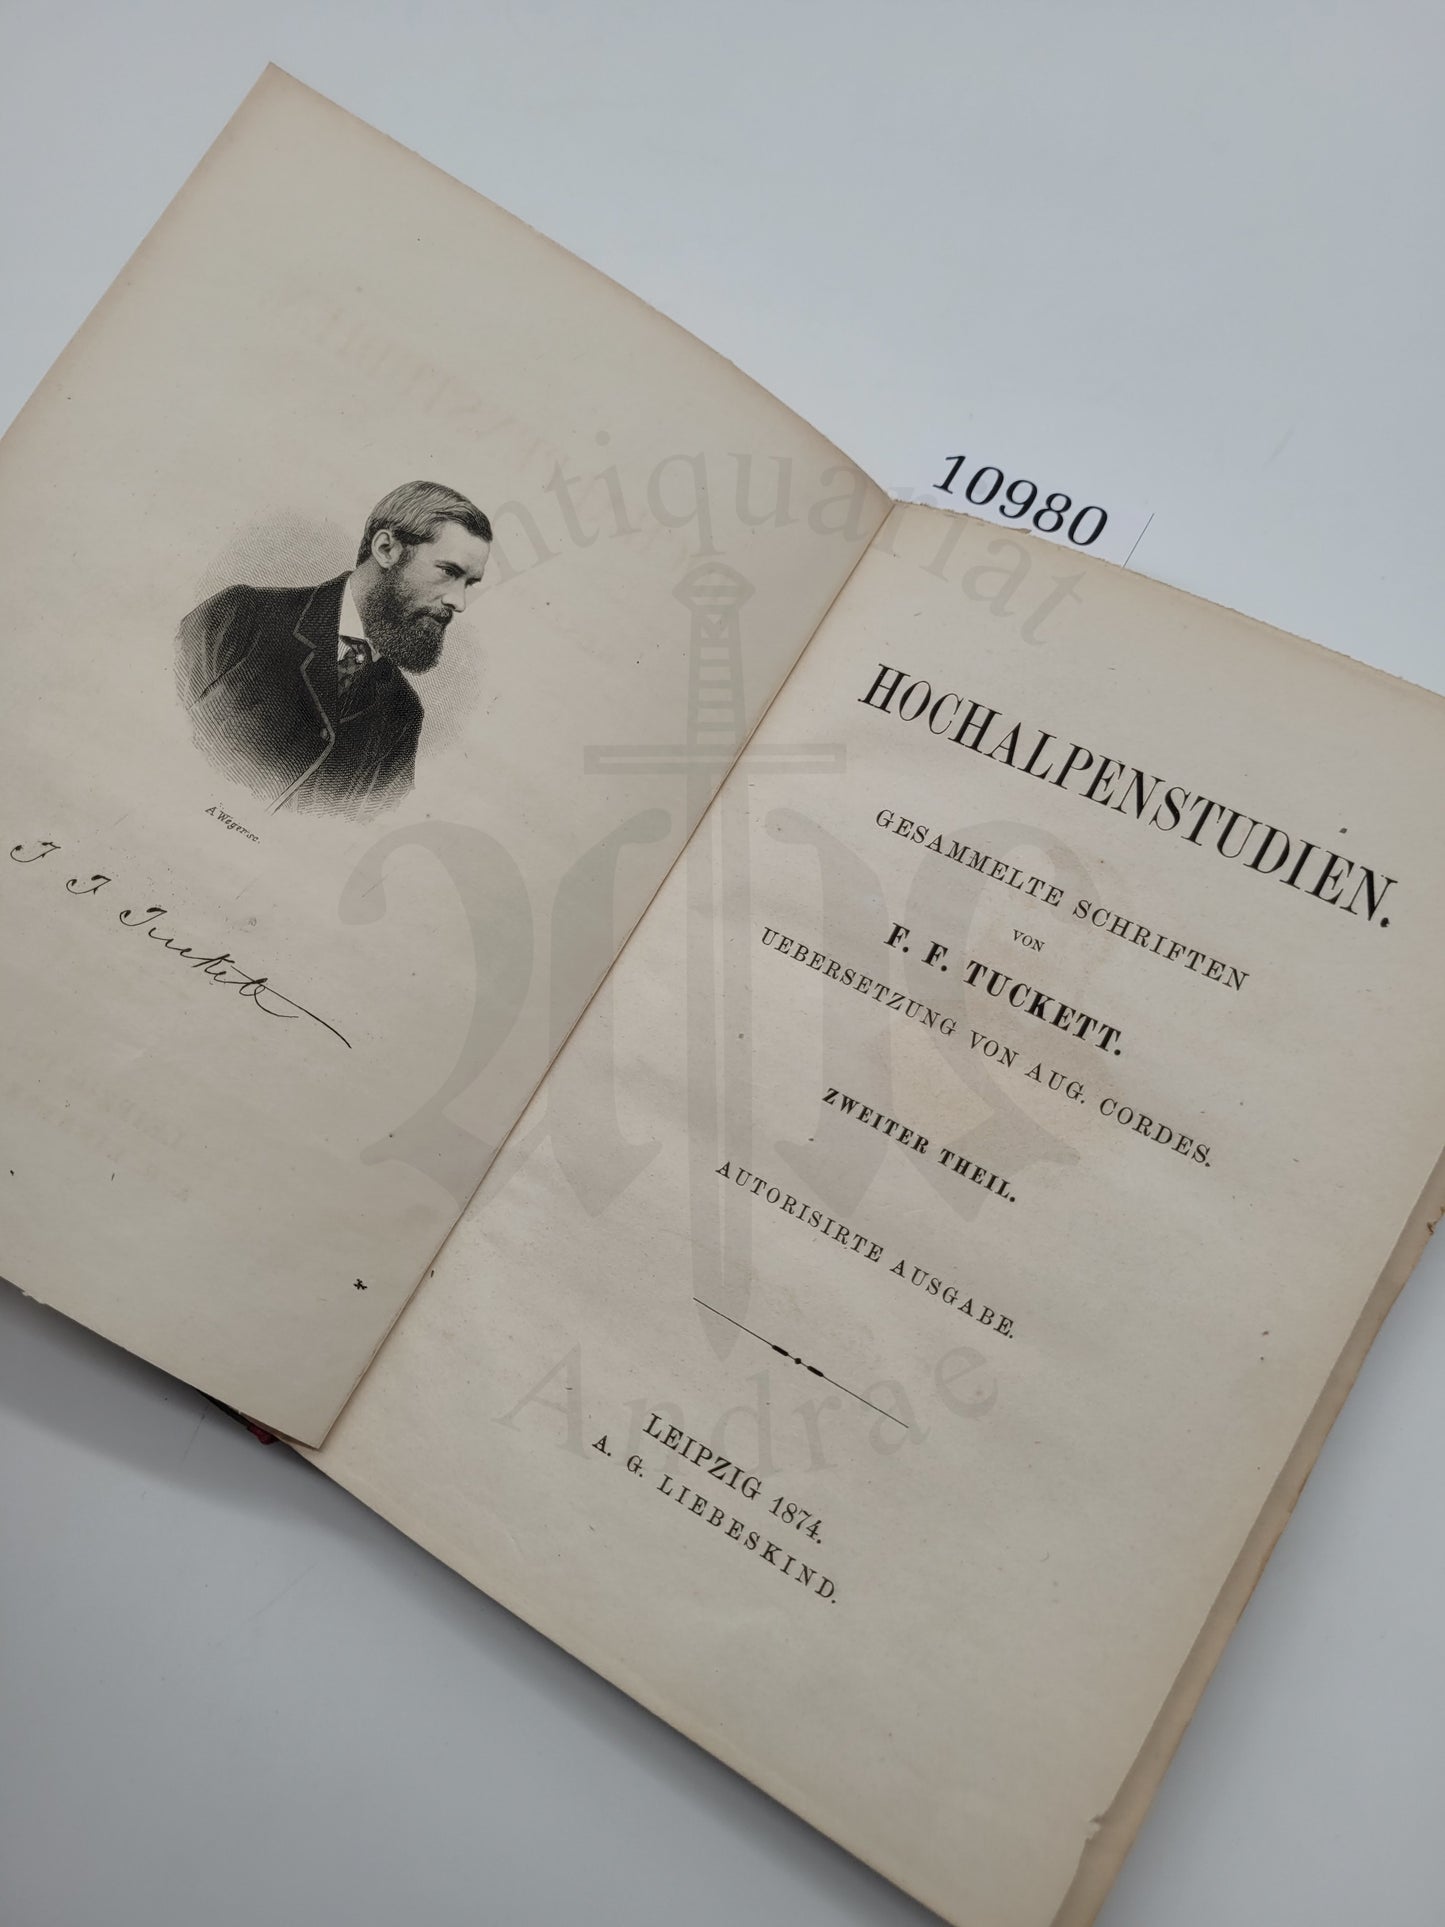 10980
A. Weger sc.
F F Tuckett
HOCHALPENSTUDIEN.
GESAMMELTE SCHRIFTEN
VON
F. F. TUCKETT.
UEBERSETZUNG VON AUG. CORDES.
ZWEITER THEIL.
AUTORISIRTE AUSGABE.
LEIPZIG 1874.
A. G. LIEBESKIND.
*
Antiquariat
Andrae